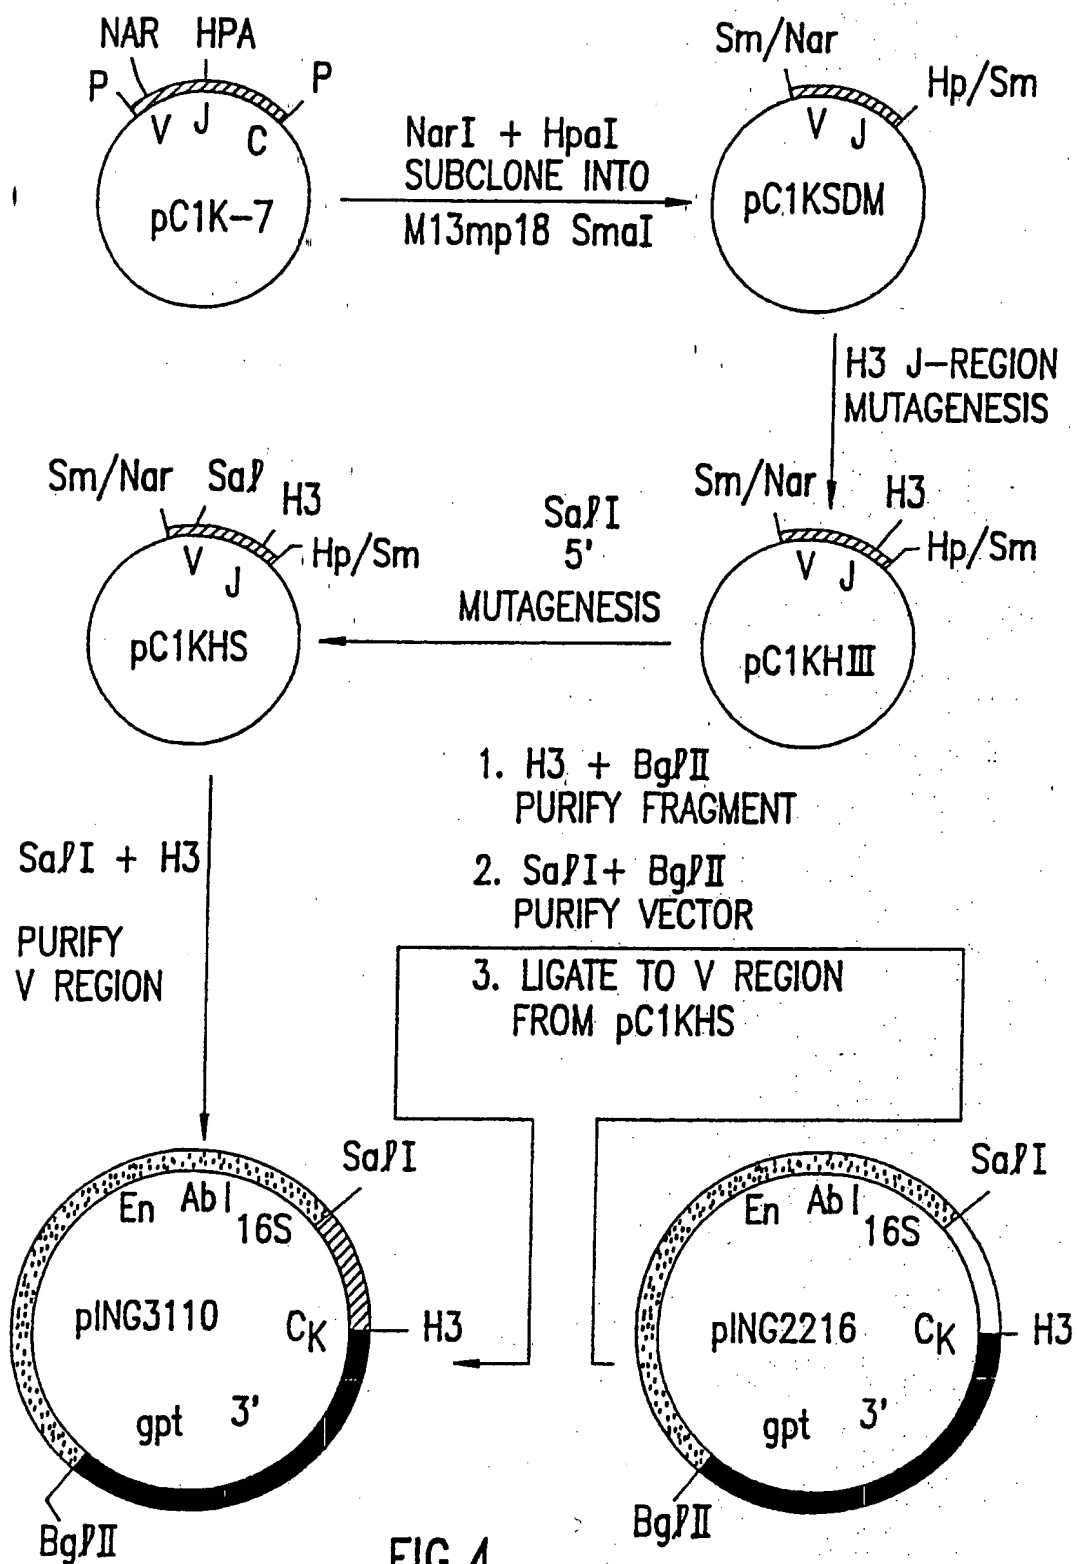 NAR HPA
P
P
V J C
pC1K-7
NarI + HpaI
SUBCLONE INTO
M13mp18 SmaI
Sm/Nar
Hp/Sm
V J
pC1KSDM
H3 J-REGION
MUTAGENESIS
Sm/Nar
H3
Hp/Sm
V J
pC1KHIII
SalI
5'
MUTAGENESIS
Sm/Nar
Sal
H3
Hp/Sm
V J
pC1KHS
SalI + H3
PURIFY
V REGION
1. H3 + BglII
PURIFY FRAGMENT
2. SalI + BglII
PURIFY VECTOR
3. LIGATE TO V REGION
FROM pC1KHS
SalI
En Abl 16S
pING3110
CK
H3
gpt 3'
BglII
SalI
En Abl 16S
pING2216
CK
H3
gpt 3'
BglII
FIG. 4